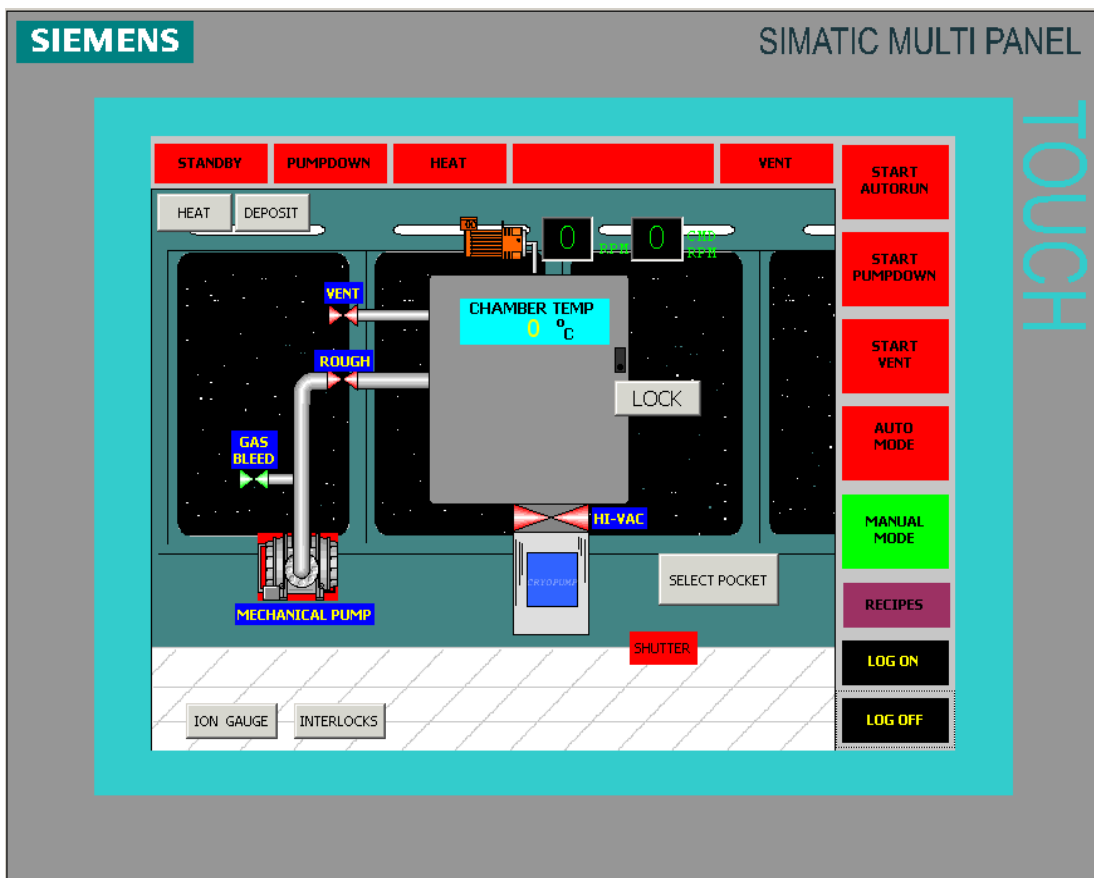 SIEMENS
SIMATIC MULTI PANEL
TOUCH
STANDBY
PUMPDOWN
HEAT
VENT
START
AUTORUN
HEAT
DEPOSIT
0
RPM
0
CMD
RPM
START
PUMPDOWN
VENT
CHAMBER TEMP
0 °C
ROUGH
START
VENT
LOCK
AUTO
MODE
GAS
BLEED
HI-VAC
MANUAL
MODE
CRYOPUMP
SELECT POCKET
MECHANICAL PUMP
RECIPES
SHUTTER
LOG ON
ION GAUGE
INTERLOCKS
LOG OFF